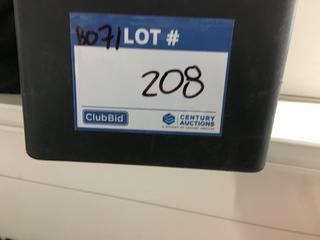 B071 LOT #
208
ClubBid CENTURY AUCTIONS